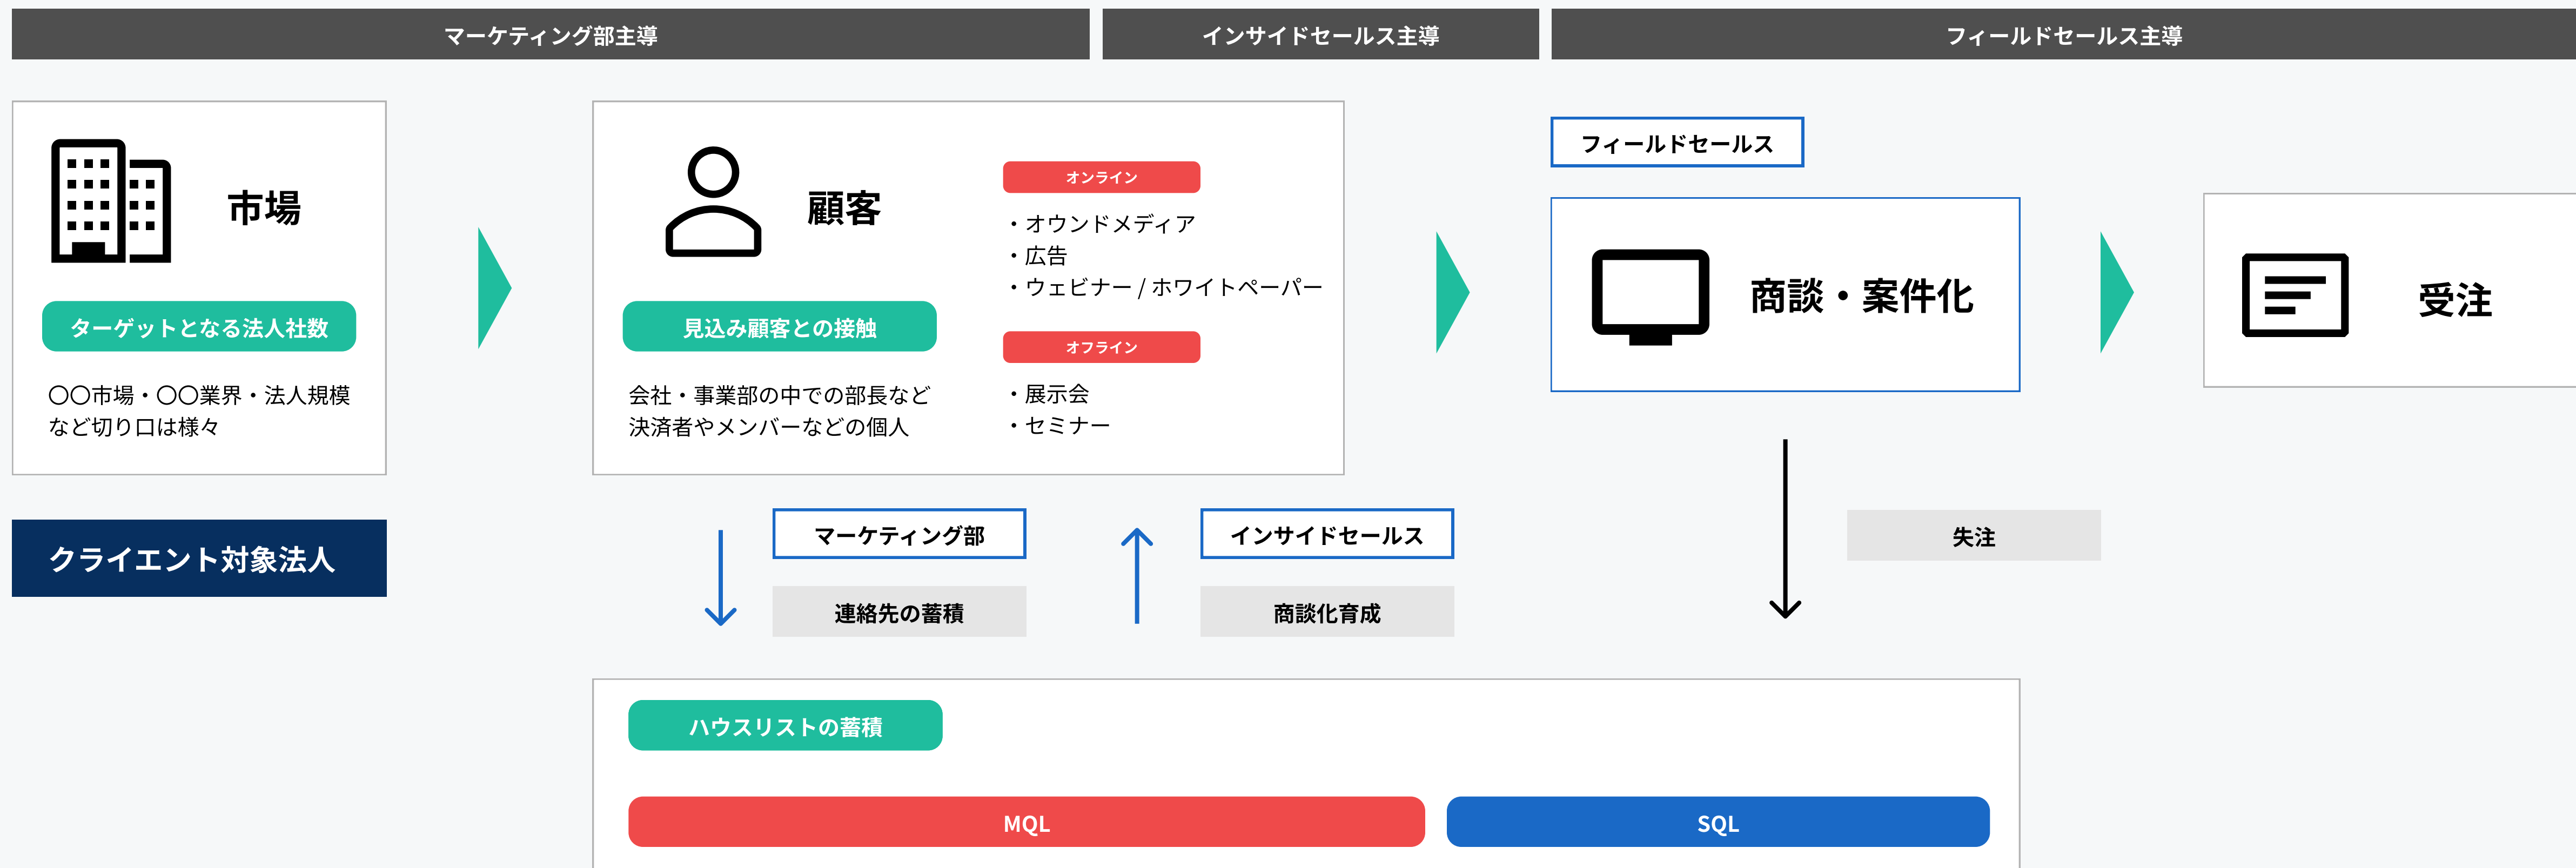 マーケティング部主導
インサイドセールス主導
フィールドセールス主導
市場
ターゲットとなる法人社数
〇〇市場・〇〇業界・法人規模
など切り口は様々
クライエント対象法人
顧客
見込み顧客との接触
会社・事業部の中での部長など
決済者やメンバーなどの個人
オンライン
・オウンドメディア
・広告
・ウェビナー / ホワイトペーパー
オフライン
・展示会
・セミナー
フィールドセールス
商談・案件化
受注
マーケティング部
連絡先の蓄積
インサイドセールス
商談化育成
失注
ハウスリストの蓄積
MQL
SQL